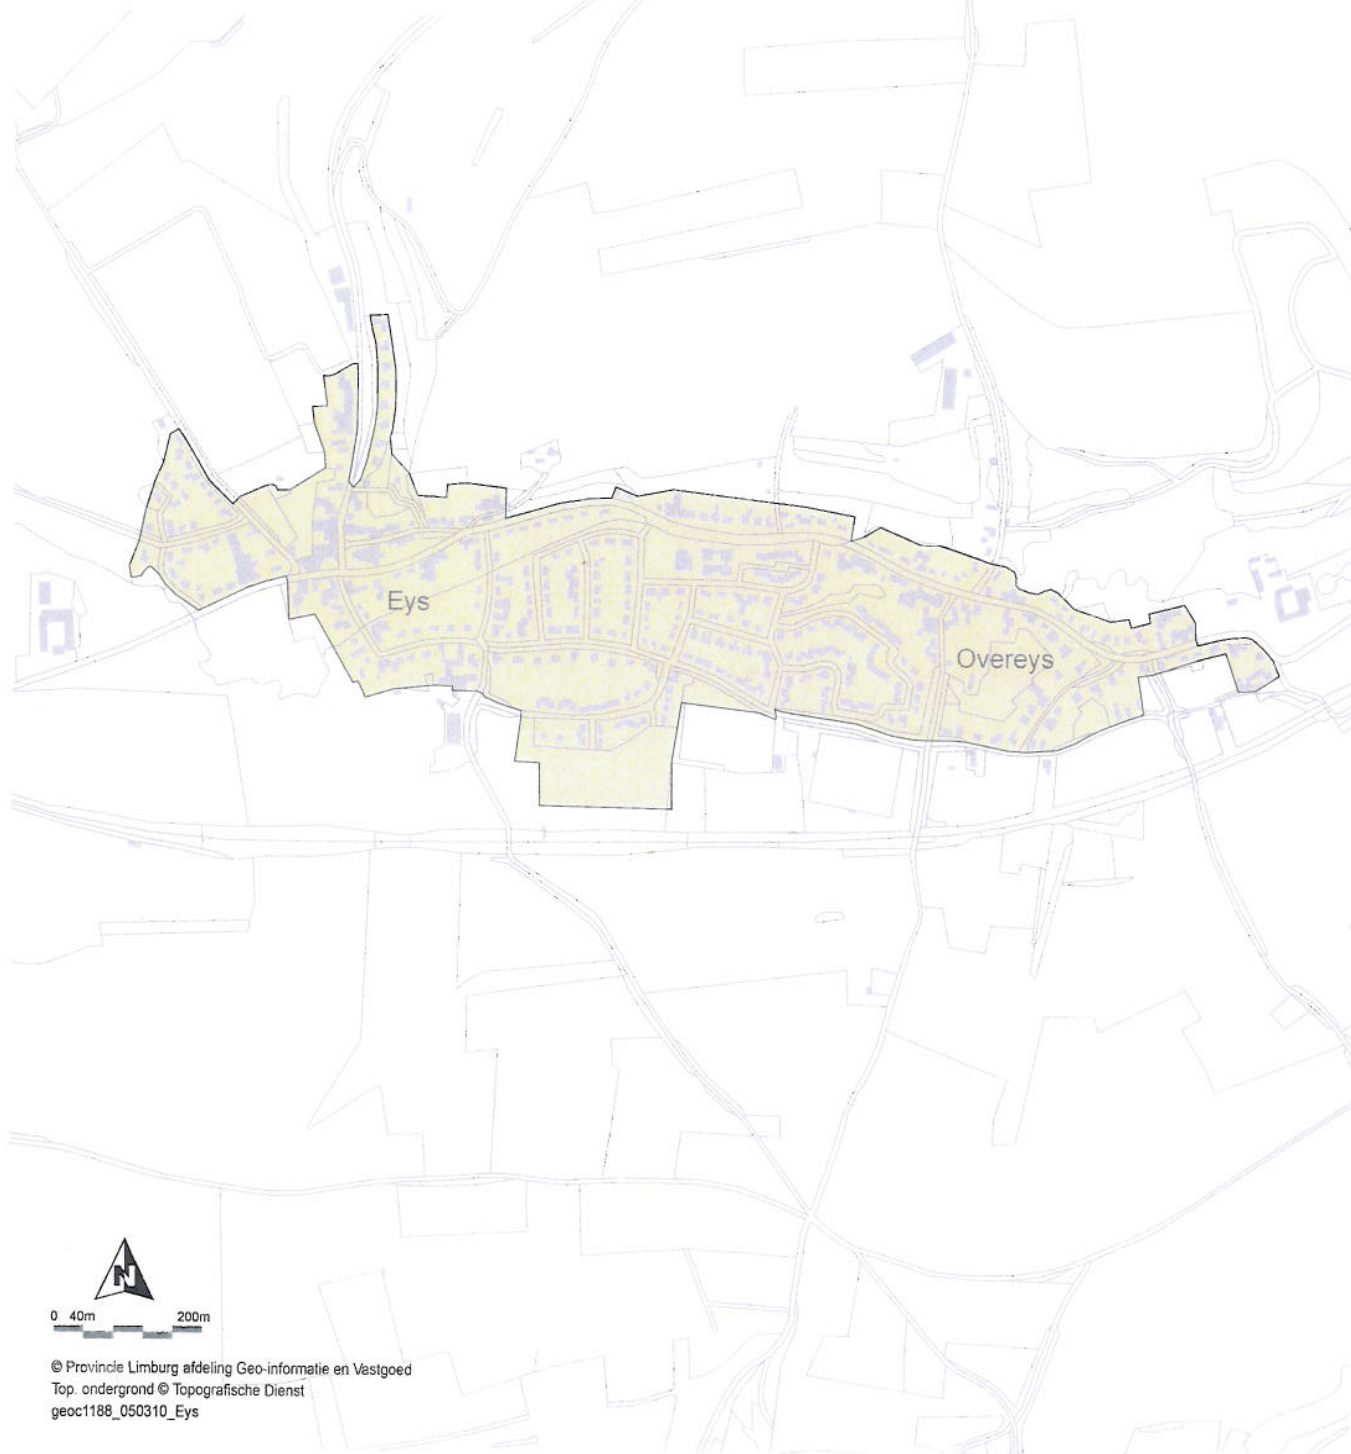 Eys
Overeys
N
0 40m 200m
© Provincie Limburg afdeling Geo-informatie en Vastgoed
Top. ondergrond © Topografische Dienst
geoc1188_050310_Eys